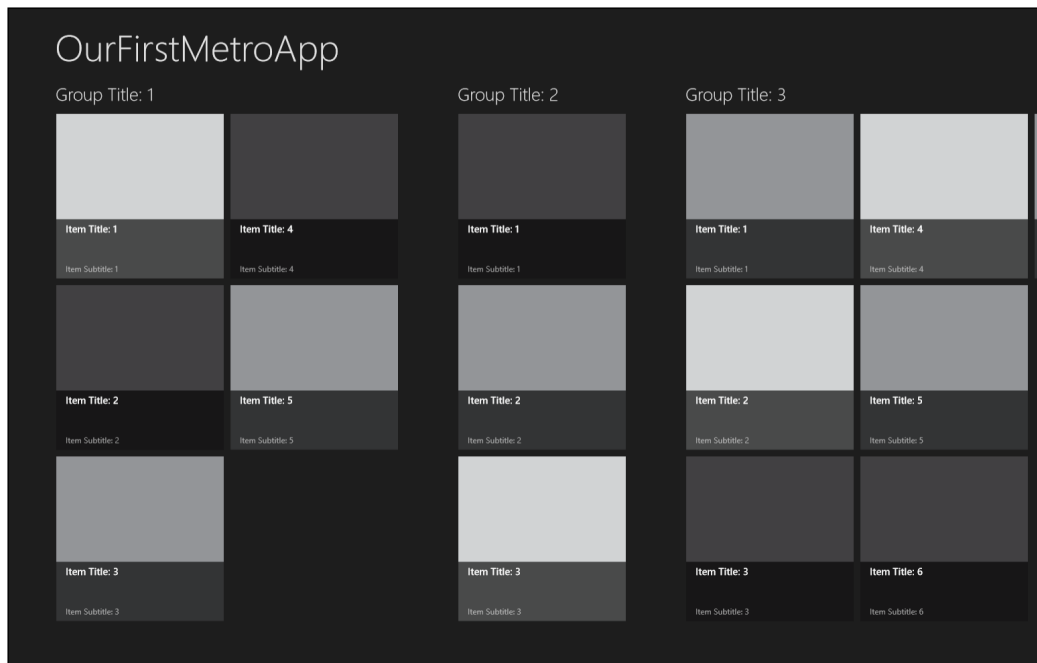 OurFirstMetroApp
Group Title: 1
Item Title: 1
Item Subtitle: 1
Item Title: 4
Item Subtitle: 4
Item Title: 2
Item Subtitle: 2
Item Title: 5
Item Subtitle: 5
Item Title: 3
Item Subtitle: 3
Group Title: 2
Item Title: 1
Item Subtitle: 1
Item Title: 2
Item Subtitle: 2
Item Title: 3
Item Subtitle: 3
Group Title: 3
Item Title: 1
Item Subtitle: 1
Item Title: 4
Item Subtitle: 4
Item Title: 2
Item Subtitle: 2
Item Title: 5
Item Subtitle: 5
Item Title: 3
Item Subtitle: 3
Item Title: 6
Item Subtitle: 6